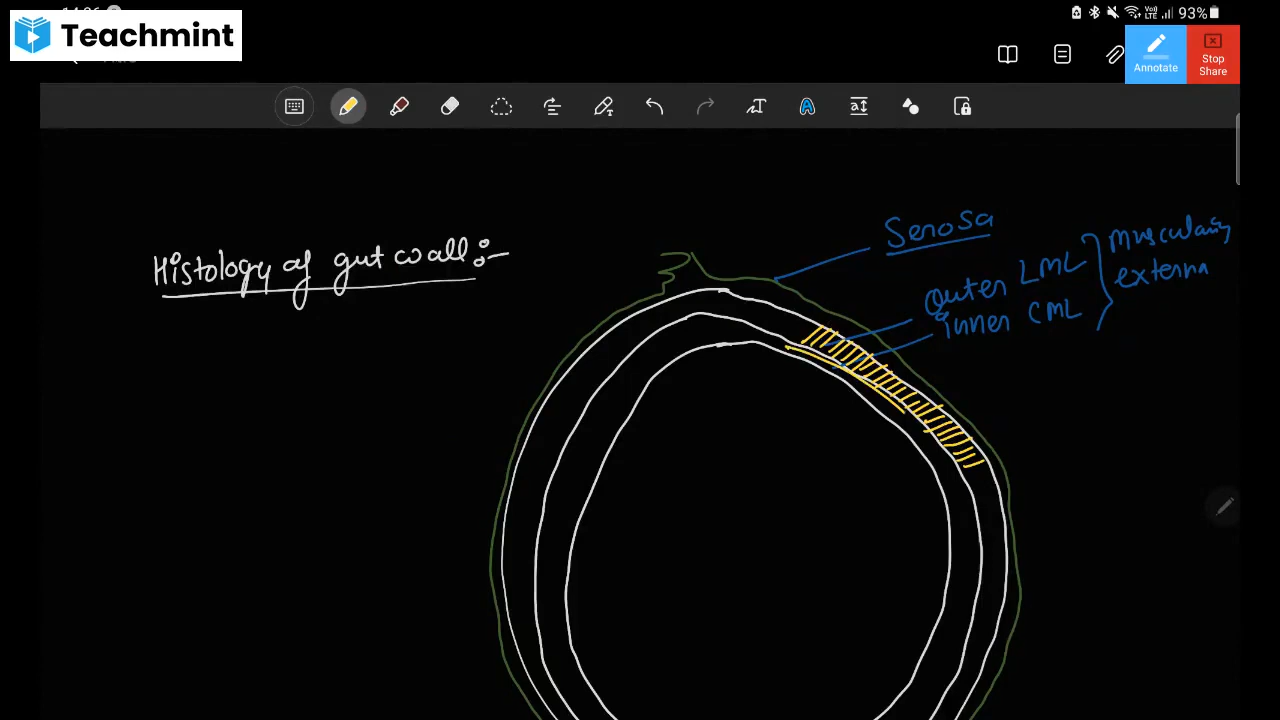 Teachmint
93%
Annotate
Stop
Share
Histology of gut wall :-
Serosa
Outer LML
inner CML
Muscularis
externa